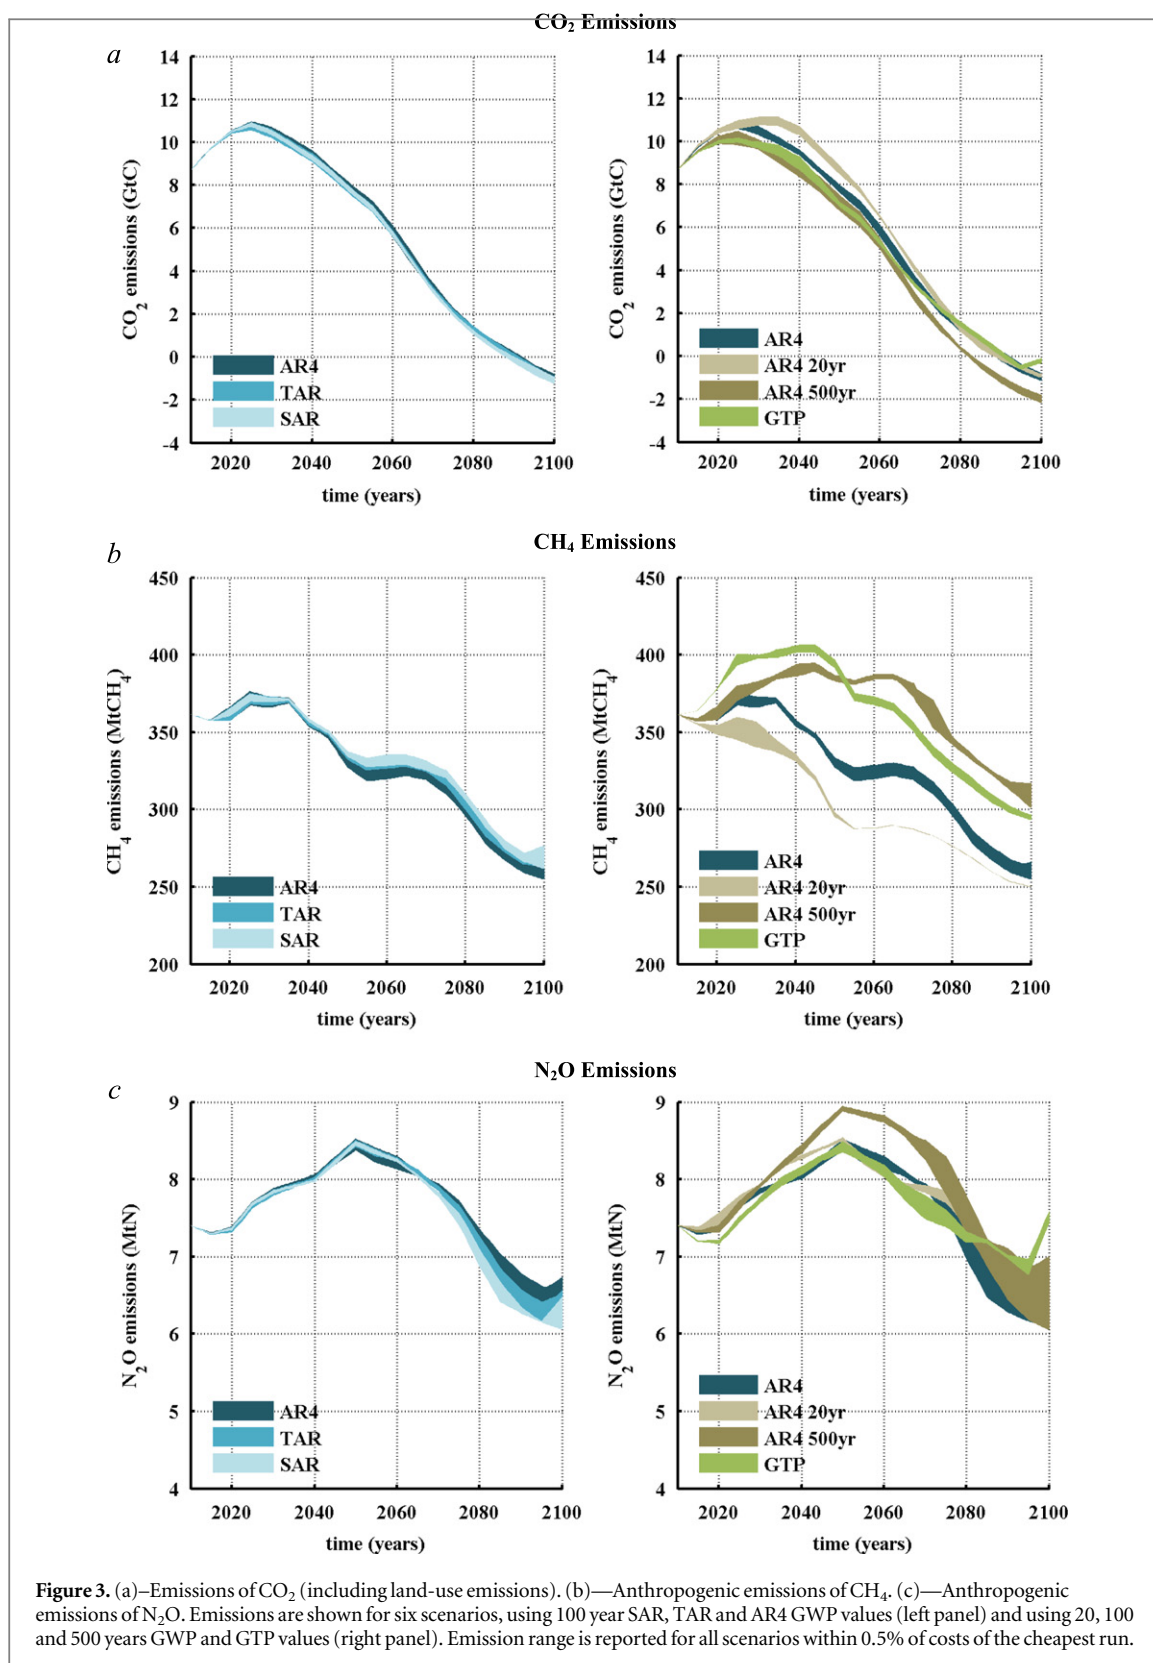 CO₂ Emissions
a
14
12
10
8
6
4
2
0
-2
-4
CO₂ emissions (GtC)
AR4
TAR
SAR
2020 2040 2060 2080 2100
time (years)
14
12
10
8
6
4
2
0
-2
-4
CO₂ emissions (GtC)
AR4
AR4 20yr
AR4 500yr
GTP
2020 2040 2060 2080 2100
time (years)
CH₄ Emissions
b
450
400
350
300
250
200
CH₄ emissions (MtCH₄)
AR4
TAR
SAR
2020 2040 2060 2080 2100
time (years)
450
400
350
300
250
200
CH₄ emissions (MtCH₄)
AR4
AR4 20yr
AR4 500yr
GTP
2020 2040 2060 2080 2100
time (years)
N₂O Emissions
c
9
8
7
6
5
4
N₂O emissions (MtN)
AR4
TAR
SAR
2020 2040 2060 2080 2100
time (years)
9
8
7
6
5
4
N₂O emissions (MtN)
AR4
AR4 20yr
AR4 500yr
GTP
2020 2040 2060 2080 2100
time (years)
Figure 3. (a)–Emissions of CO₂ (including land-use emissions). (b)—Anthropogenic emissions of CH₄. (c)—Anthropogenic
emissions of N₂O. Emissions are shown for six scenarios, using 100 year SAR, TAR and AR4 GWP values (left panel) and using 20, 100
and 500 years GWP and GTP values (right panel). Emission range is reported for all scenarios within 0.5% of costs of the cheapest run.